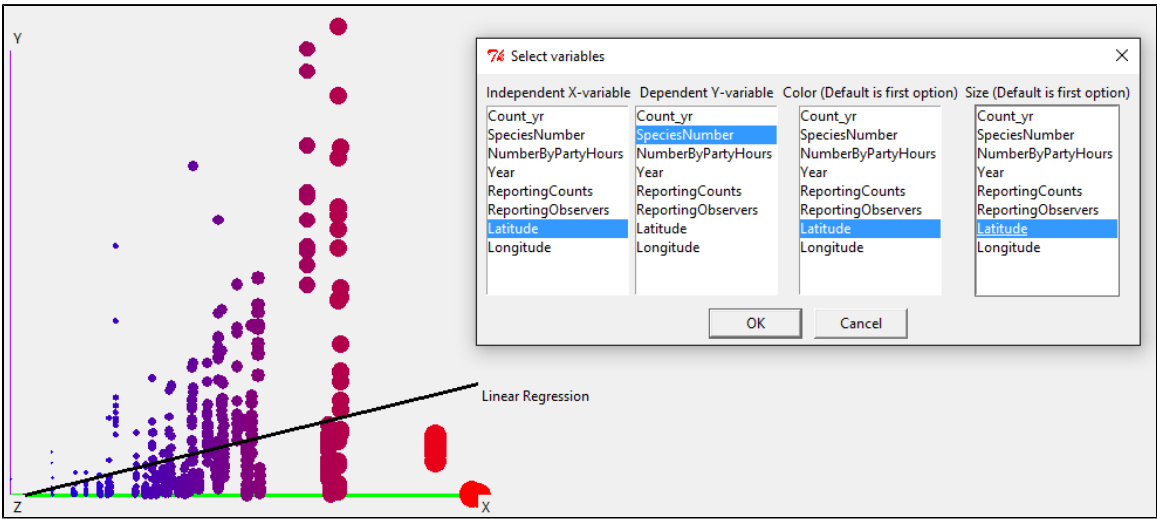 Y
Select variables
Independent X-variable Dependent Y-variable Color (Default is first option) Size (Default is first option)
Count_yr Count_yr Count_yr Count_yr
SpeciesNumber SpeciesNumber SpeciesNumber SpeciesNumber
NumberByPartyHours NumberByPartyHours NumberByPartyHours NumberByPartyHours
Year Year Year Year
ReportingCounts ReportingCounts ReportingCounts ReportingCounts
ReportingObservers ReportingObservers ReportingObservers ReportingObservers
Latitude Latitude Latitude Latitude
Longitude Longitude Longitude Longitude
OK Cancel
Linear Regression
Z X